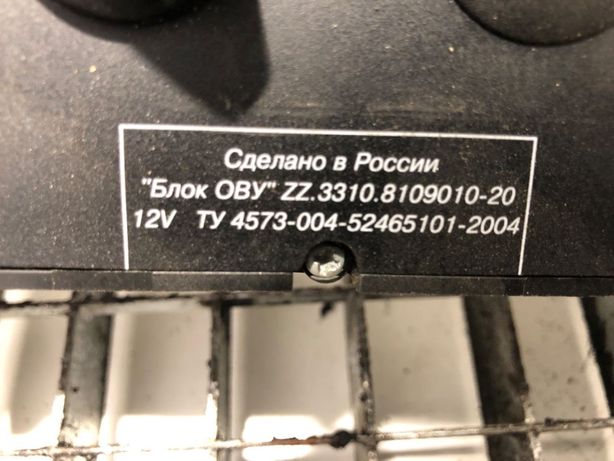 Сделано в России
"Блок ОВУ" ZZ.3310.8109010-20
12V ТУ 4573-004-52465101-2004